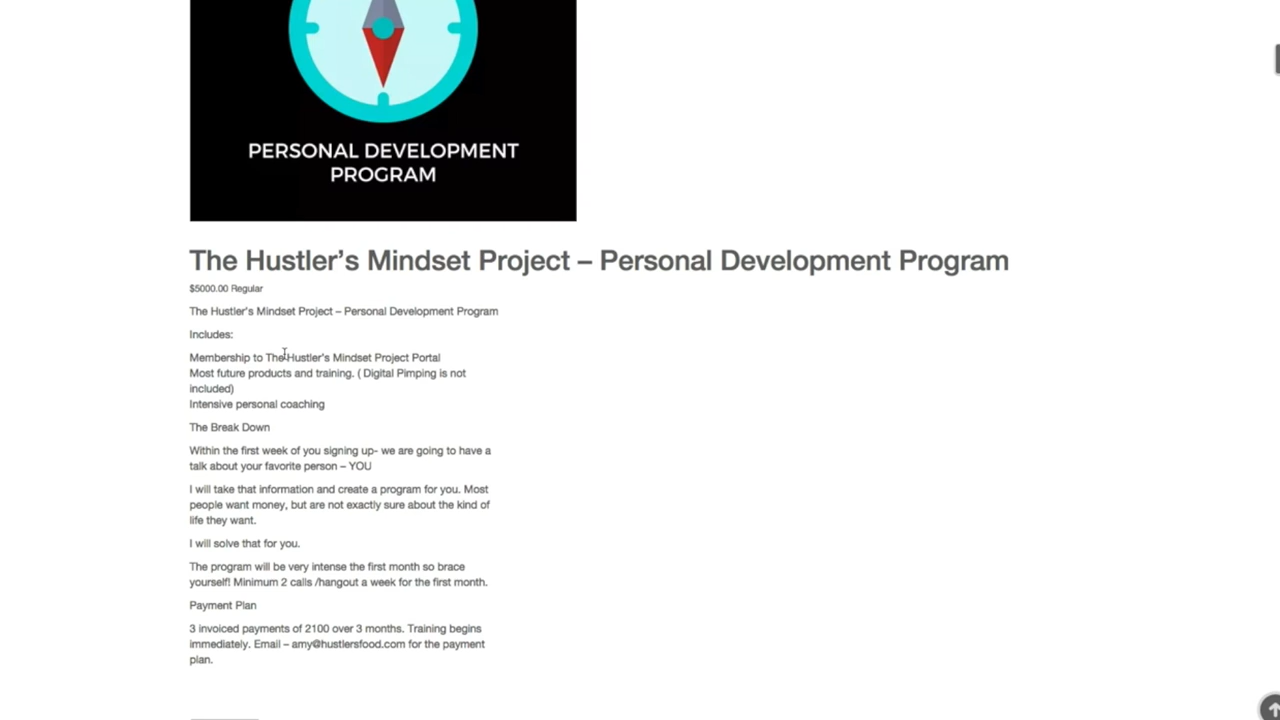 PERSONAL DEVELOPMENT
PROGRAM
The Hustler's Mindset Project – Personal Development Program
$5000.00 Regular
The Hustler's Mindset Project – Personal Development Program
Includes:
Membership to The Hustler's Mindset Project Portal
Most future products and training. ( Digital Pimping is not
included)
Intensive personal coaching
The Break Down
Within the first week of you signing up- we are going to have a
talk about your favorite person – YOU
I will take that information and create a program for you. Most
people want money, but are not exactly sure about the kind of
life they want.
I will solve that for you.
The program will be very intense the first month so brace
yourself! Minimum 2 calls /hangout a week for the first month.
Payment Plan
3 invoiced payments of 2100 over 3 months. Training begins
immediately. Email – amy@hustlersfood.com for the payment
plan.